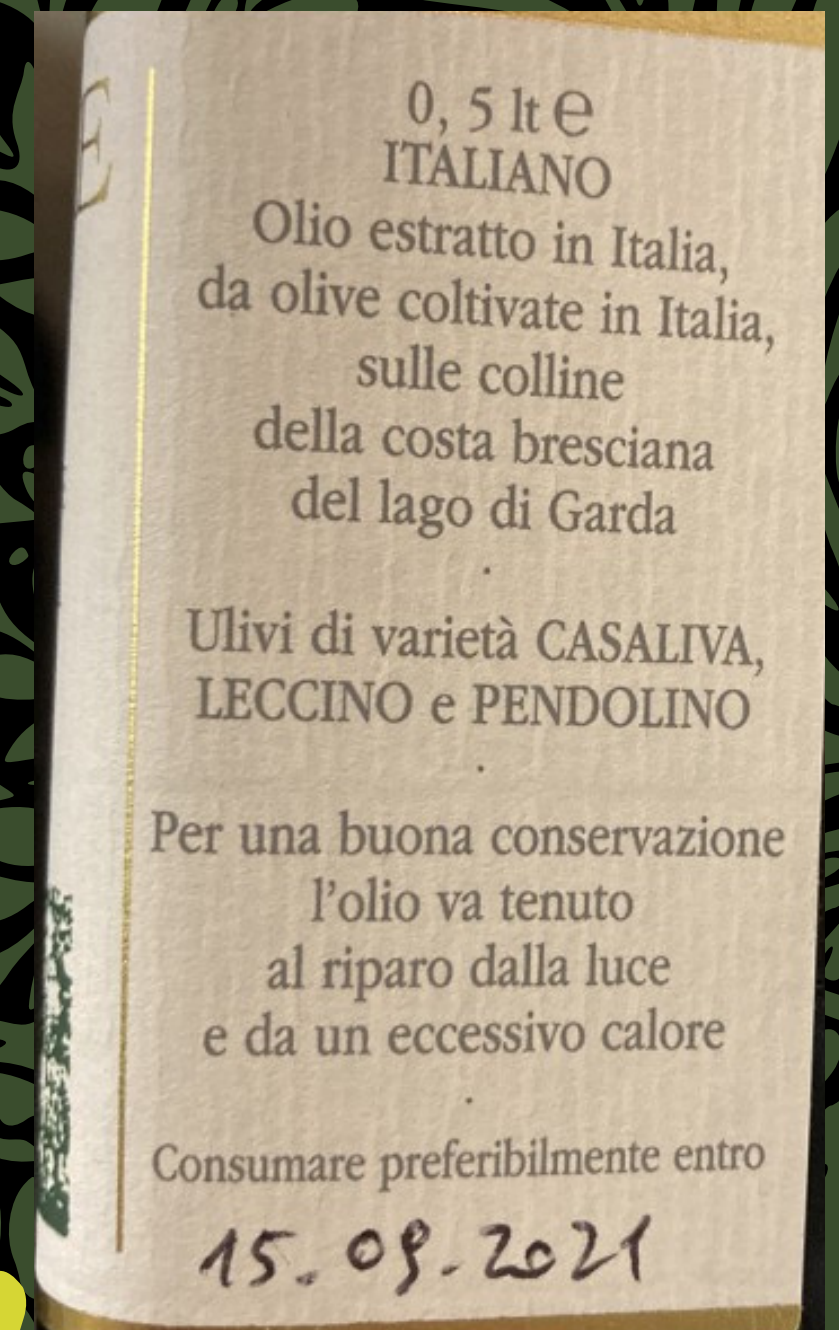 0, 5 lt e
ITALIANO
Olio estratto in Italia,
da olive coltivate in Italia,
sulle colline
della costa bresciana
del lago di Garda
·
Ulivi di varietà CASALIVA,
LECCINO e PENDOLINO
·
Per una buona conservazione
l'olio va tenuto
al riparo dalla luce
e da un eccessivo calore
·
Consumare preferibilmente entro
15.09.2021